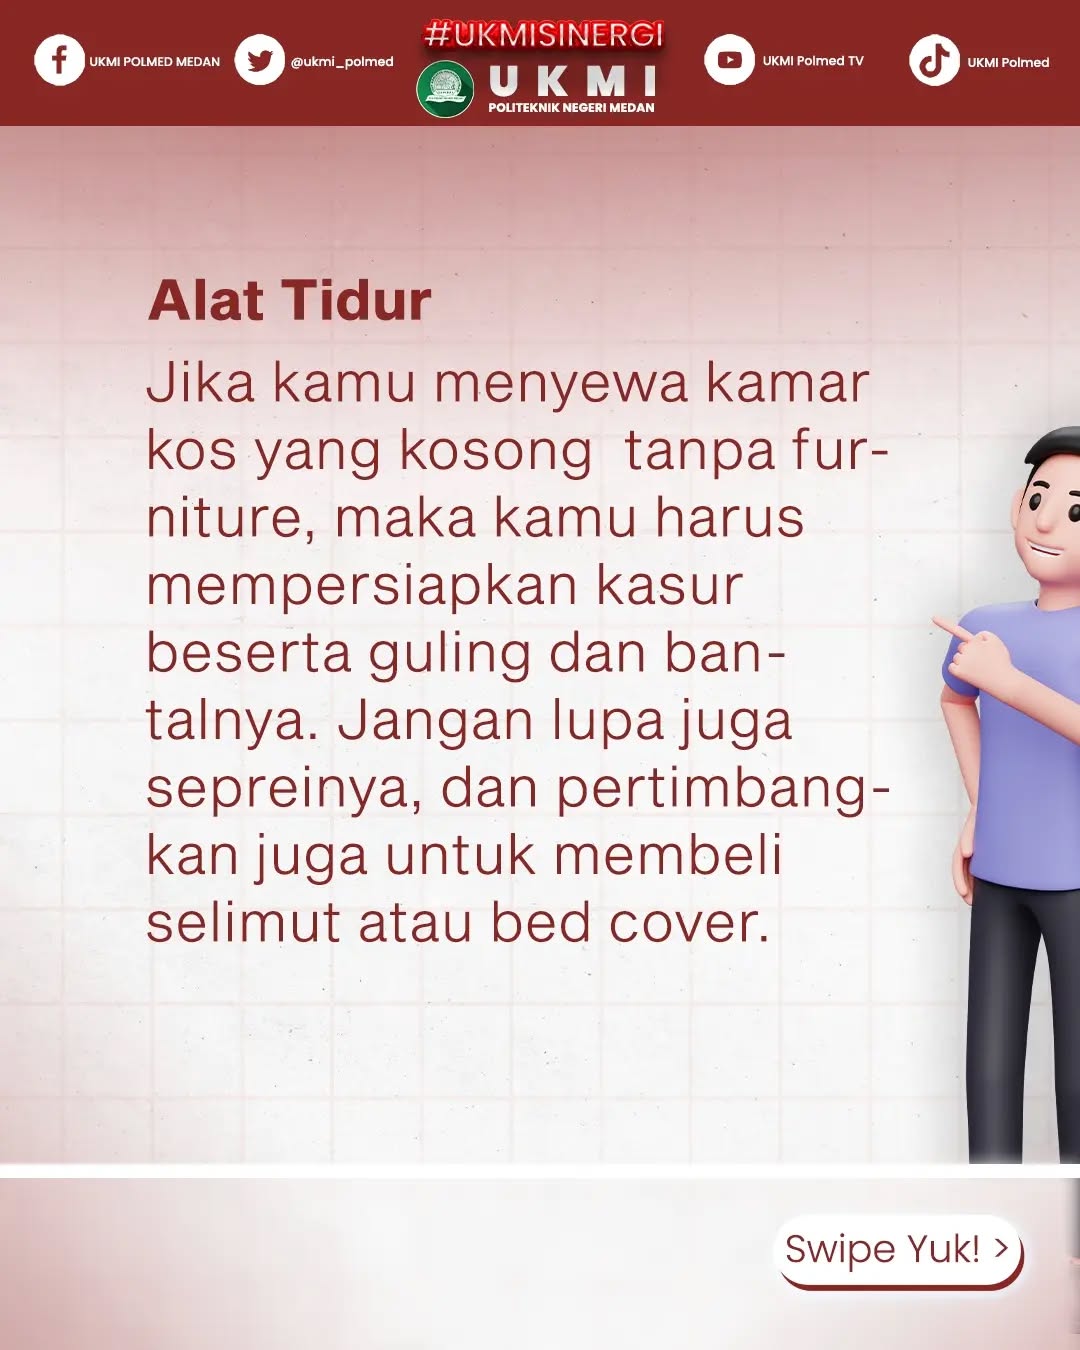 #UKMISINERGI
UKMI POLMED MEDAN
@ukmi_polmed
UKMI
POLITEKNIK NEGERI MEDAN
UKMI Polmed TV
UKMI Polmed
Alat Tidur
Jika kamu menyewa kamar
kos yang kosong  tanpa fur-
niture, maka kamu harus
mempersiapkan kasur
beserta guling dan ban-
talnya. Jangan lupa juga
sepreinya, dan pertimbang-
kan juga untuk membeli
selimut atau bed cover.
Swipe Yuk! >